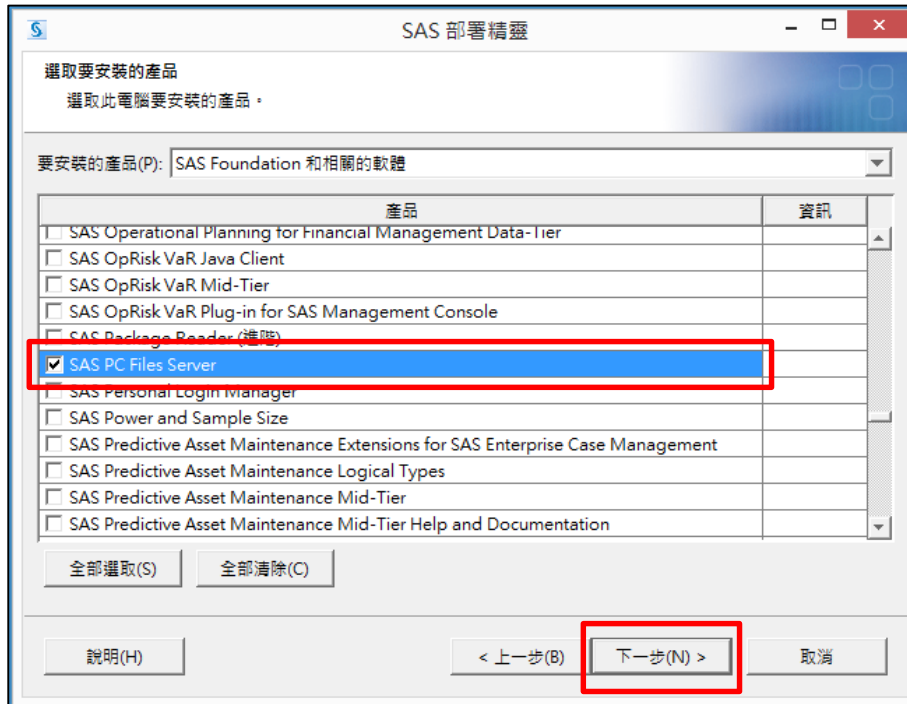 SAS 部署精靈
選取要安裝的產品
選取此電腦要安裝的產品。
要安裝的產品(P): SAS Foundation 和相關的軟體
產品 資訊
SAS Operational Planning for Financial Management Data-Tier
SAS OpRisk VaR Java Client
SAS OpRisk VaR Mid-Tier
SAS OpRisk VaR Plug-in for SAS Management Console
SAS Package Reader (進階)
SAS PC Files Server
SAS Personal Login Manager
SAS Power and Sample Size
SAS Predictive Asset Maintenance Extensions for SAS Enterprise Case Management
SAS Predictive Asset Maintenance Logical Types
SAS Predictive Asset Maintenance Mid-Tier
SAS Predictive Asset Maintenance Mid-Tier Help and Documentation
全部選取(S) 全部清除(C)
說明(H) < 上一步(B) 下一步(N) > 取消